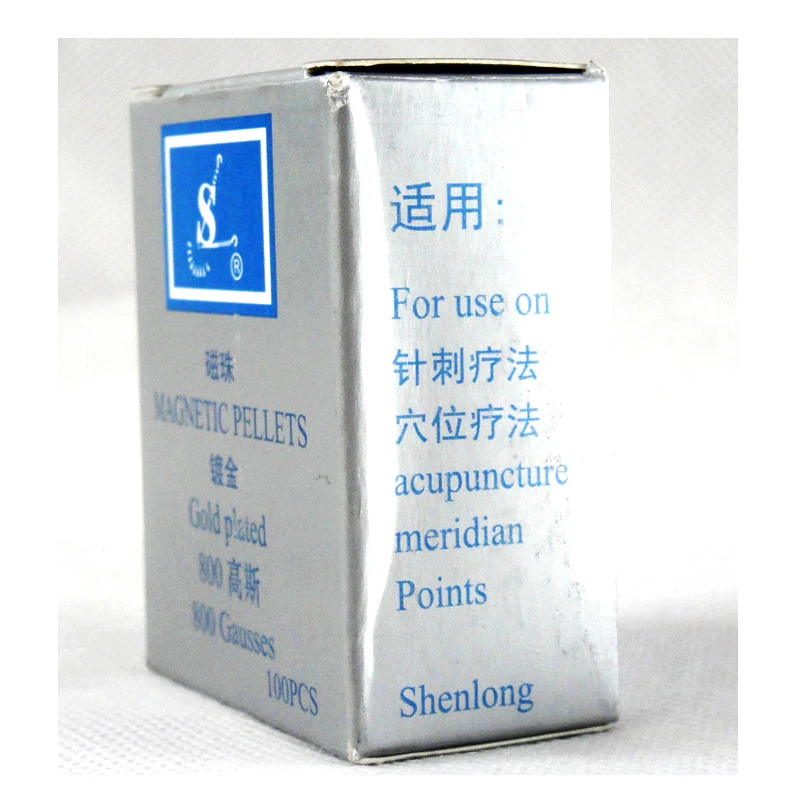 SL
®
磁珠
MAGNETIC PELLETS
镀金
Gold plated
800 高斯
800 Gausses
100PCS
适用:
For use on
针刺疗法
穴位疗法
acupuncture
meridian
Points
Shenlong